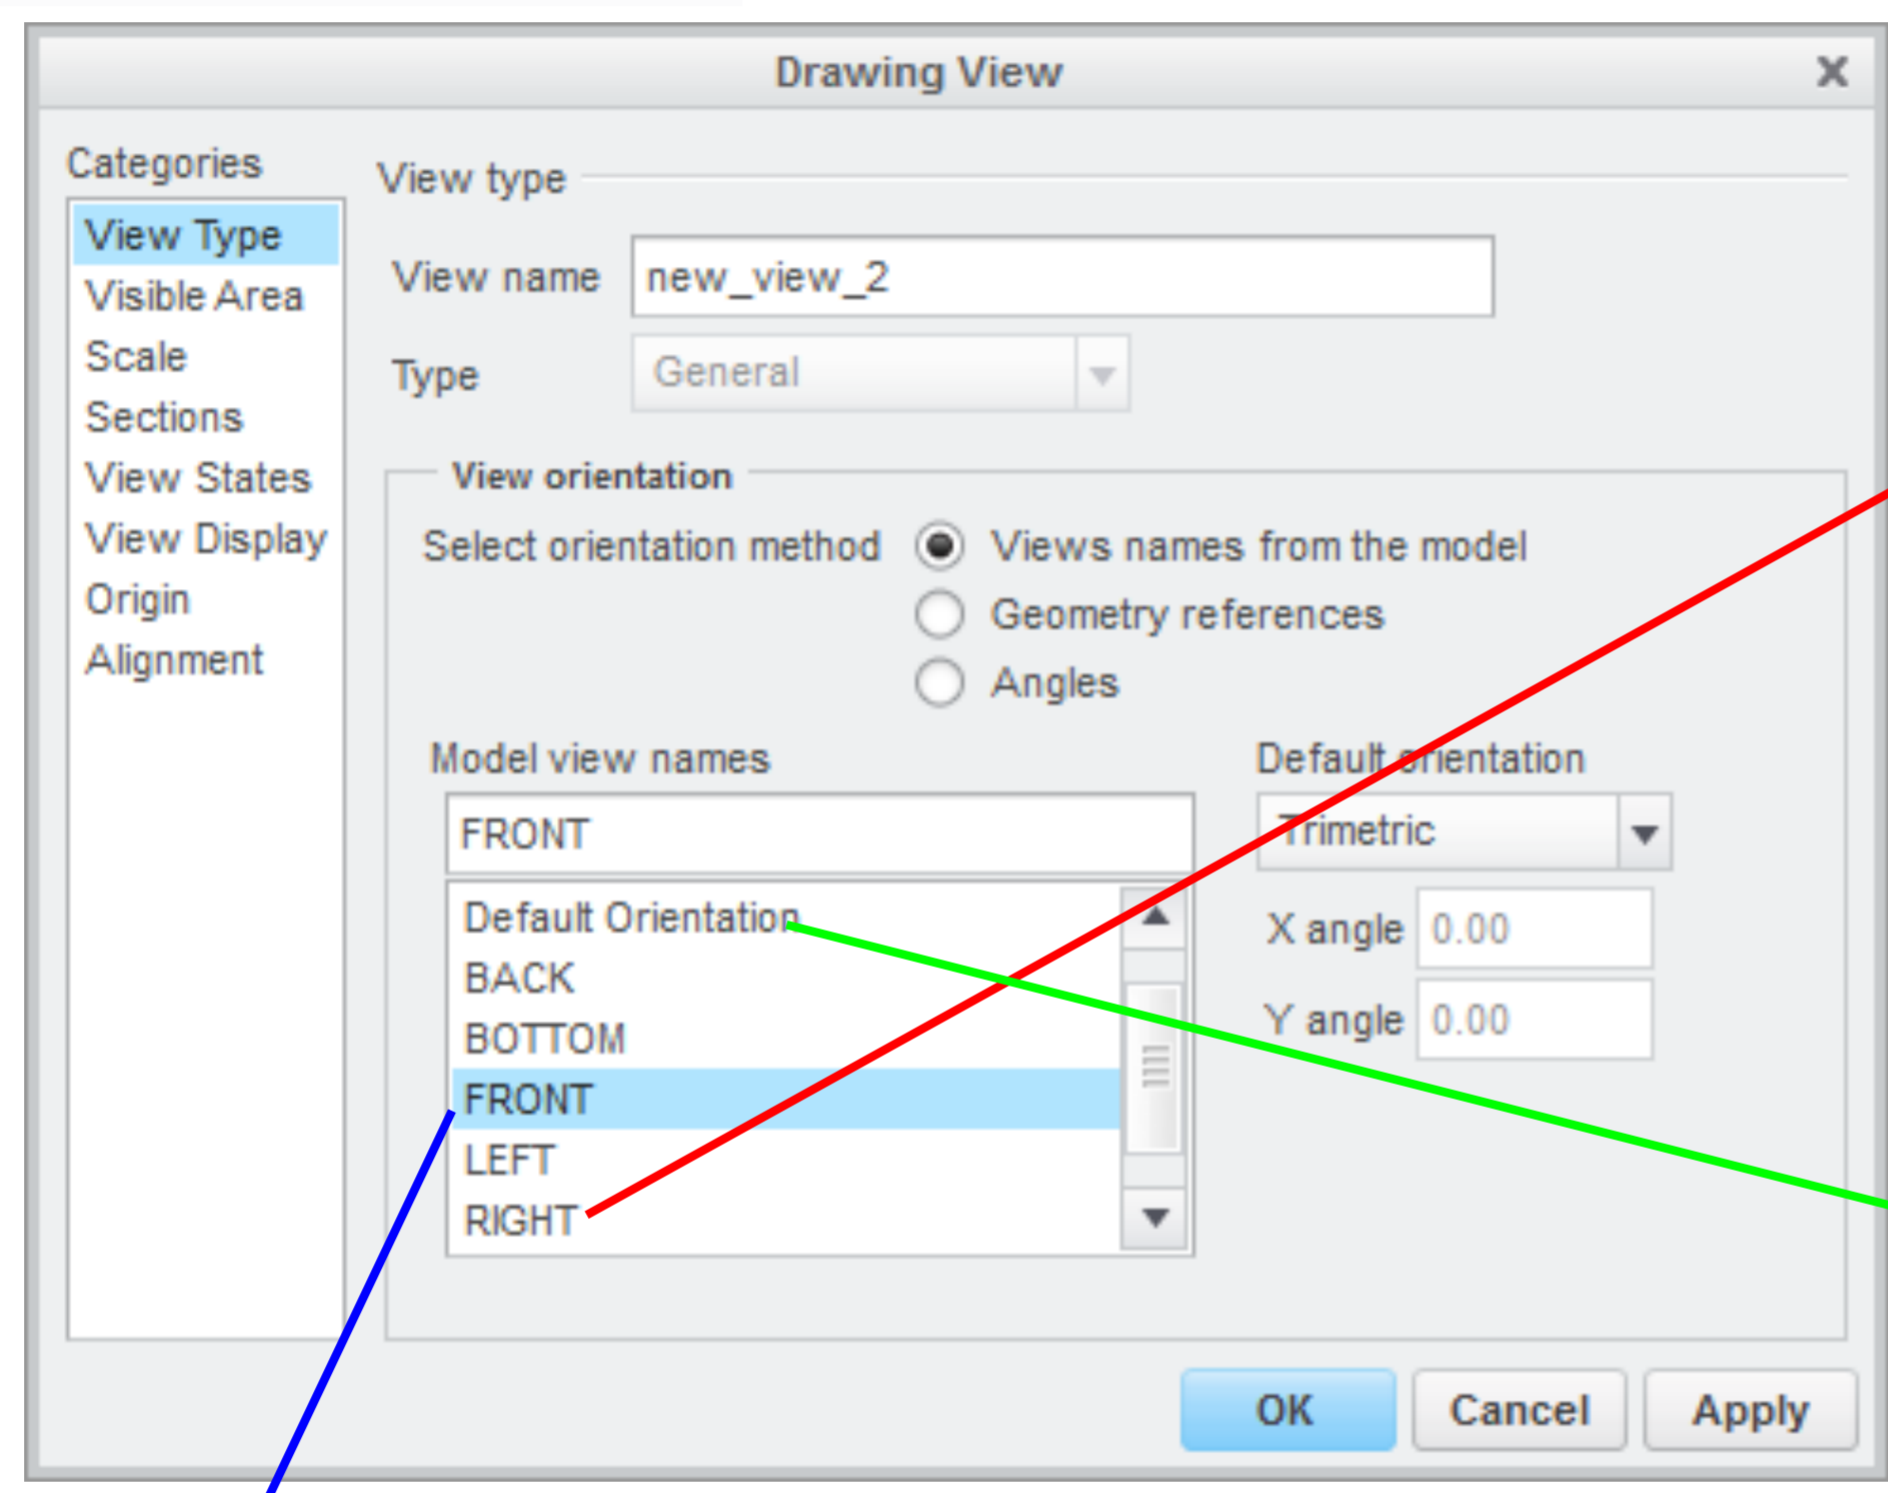 Drawing View
Categories
View Type
Visible Area
Scale
Sections
View States
View Display
Origin
Alignment
View type
View name new_view_2
Type General
View orientation
Select orientation method Views names from the model
Geometry references
Angles
Model view names
FRONT
Default Orientation
BACK
BOTTOM
FRONT
LEFT
RIGHT
Default orientation
Trimetric
X angle 0.00
Y angle 0.00
OK Cancel Apply